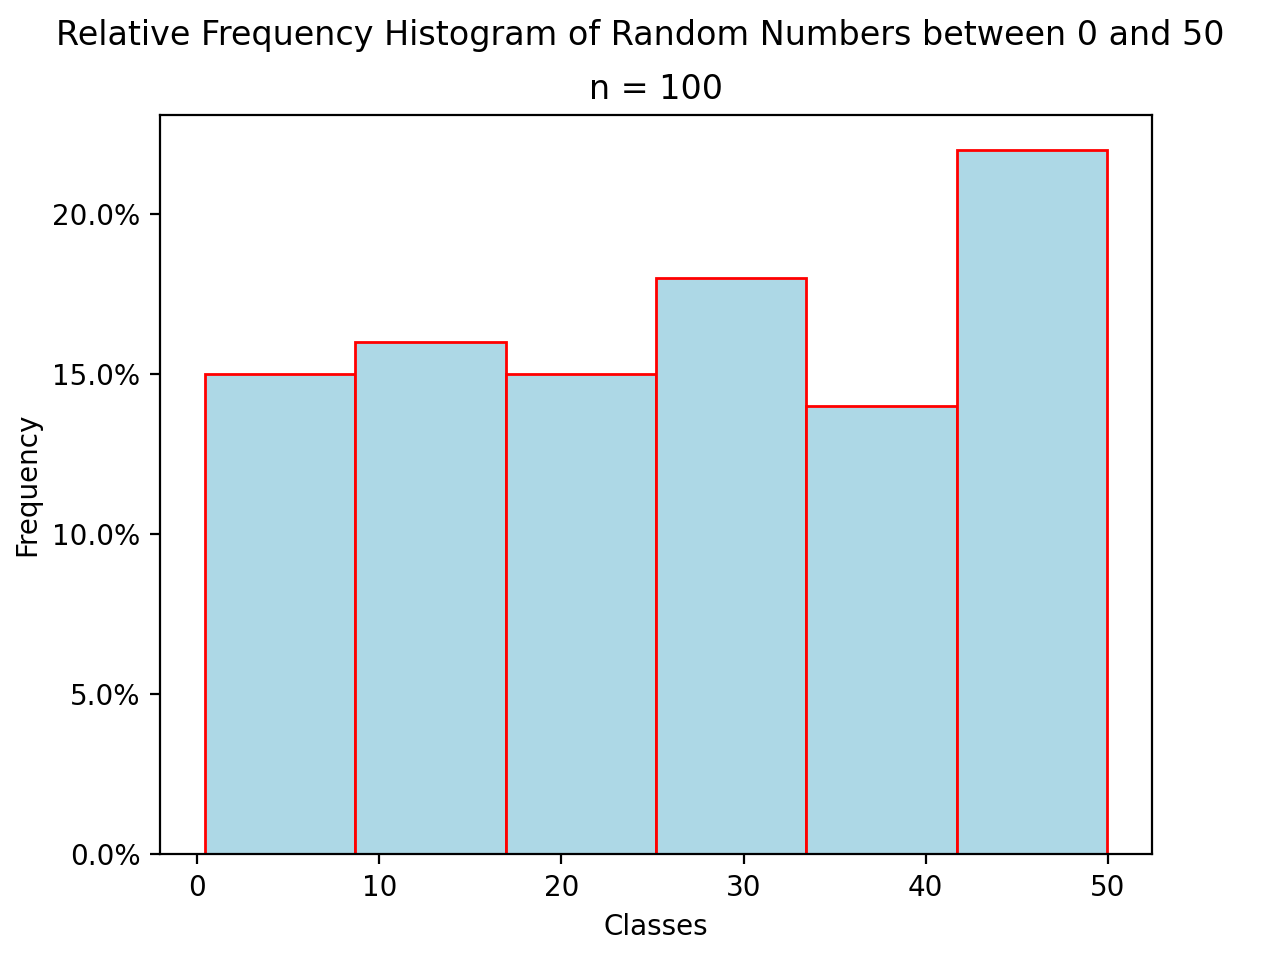 Relative Frequency Histogram of Random Numbers between 0 and 50
n = 100
20.0%
15.0%
10.0%
5.0%
0.0%
Frequency
0 10 20 30 40 50
Classes